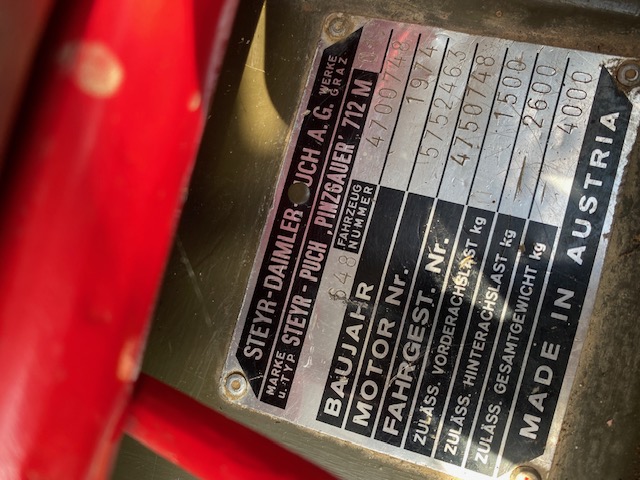 STEYR-DAIMLER-PUCH A.G. WERKE GRAZ
MARKE u. TYP STEYR-PUCH ‚PINZGAUER' 712 M
648 FAHRZEUG NUMMER 4700748
BAUJAHR 1974
MOTOR Nr. 5752463
FAHRGEST. Nr. 4750748
ZULÄSS. VORDERACHSLAST kg 1500
ZULÄSS. HINTERACHSLAST kg 2600
ZULÄSS. GESAMTGEWICHT kg 4000
MADE IN AUSTRIA